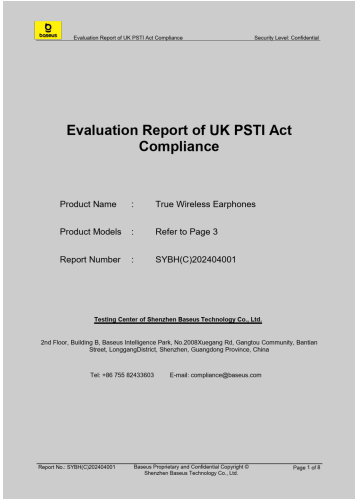 baseus
Evaluation Report of UK PSTI Act Compliance Security Level: Confidential
Evaluation Report of UK PSTI Act
Compliance
Product Name : True Wireless Earphones
Product Models : Refer to Page 3
Report Number : SYBH(C)202404001
Testing Center of Shenzhen Baseus Technology Co., Ltd.
2nd Floor, Building B, Baseus Intelligence Park, No.2008Xuegang Rd, Gangtou Community, Bantian
Street, LonggangDistrict, Shenzhen, Guangdong Province, China
Tel: +86 755 82433603 E-mail: compliance@baseus.com
Report No.: SYBH(C)202404001 Baseus Proprietary and Confidential Copyright © Page 1 of 8
Shenzhen Baseus Technology Co., Ltd.